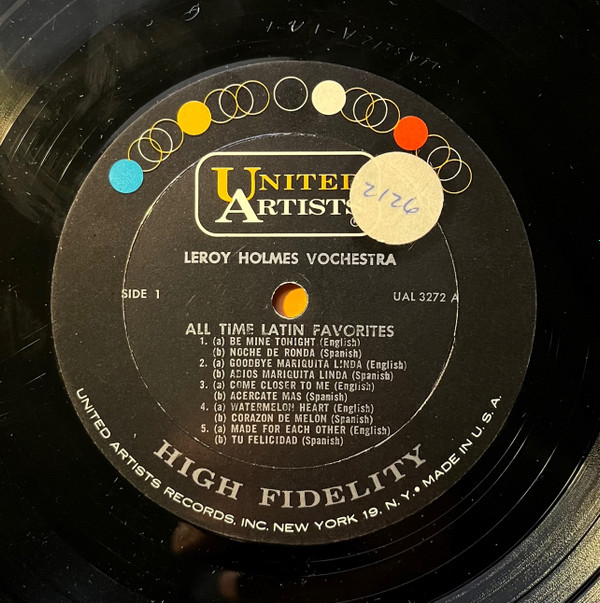 UNITED
ARTISTS
2126
LEROY HOLMES VOCHESTRA
SIDE 1
UAL 3272 A
ALL TIME LATIN FAVORITES
1. (a) BE MINE TONIGHT (English)
(b) NOCHE DE RONDA (Spanish)
2. (a) GOODBYE MARIQUITA LINDA (English)
(b) ADIOS MARIQUITA LINDA (Spanish)
3. (a) COME CLOSER TO ME (English)
(b) ACERCATE MAS (Spanish)
4. (a) WATERMELON HEART (English)
(b) CORAZON DE MELON (Spanish)
5. (a) MADE FOR EACH OTHER (English)
(b) TU FELICIDAD (Spanish)
HIGH FIDELITY
UNITED ARTISTS RECORDS, INC. NEW YORK 19, N. Y. • MADE IN U. S. A.